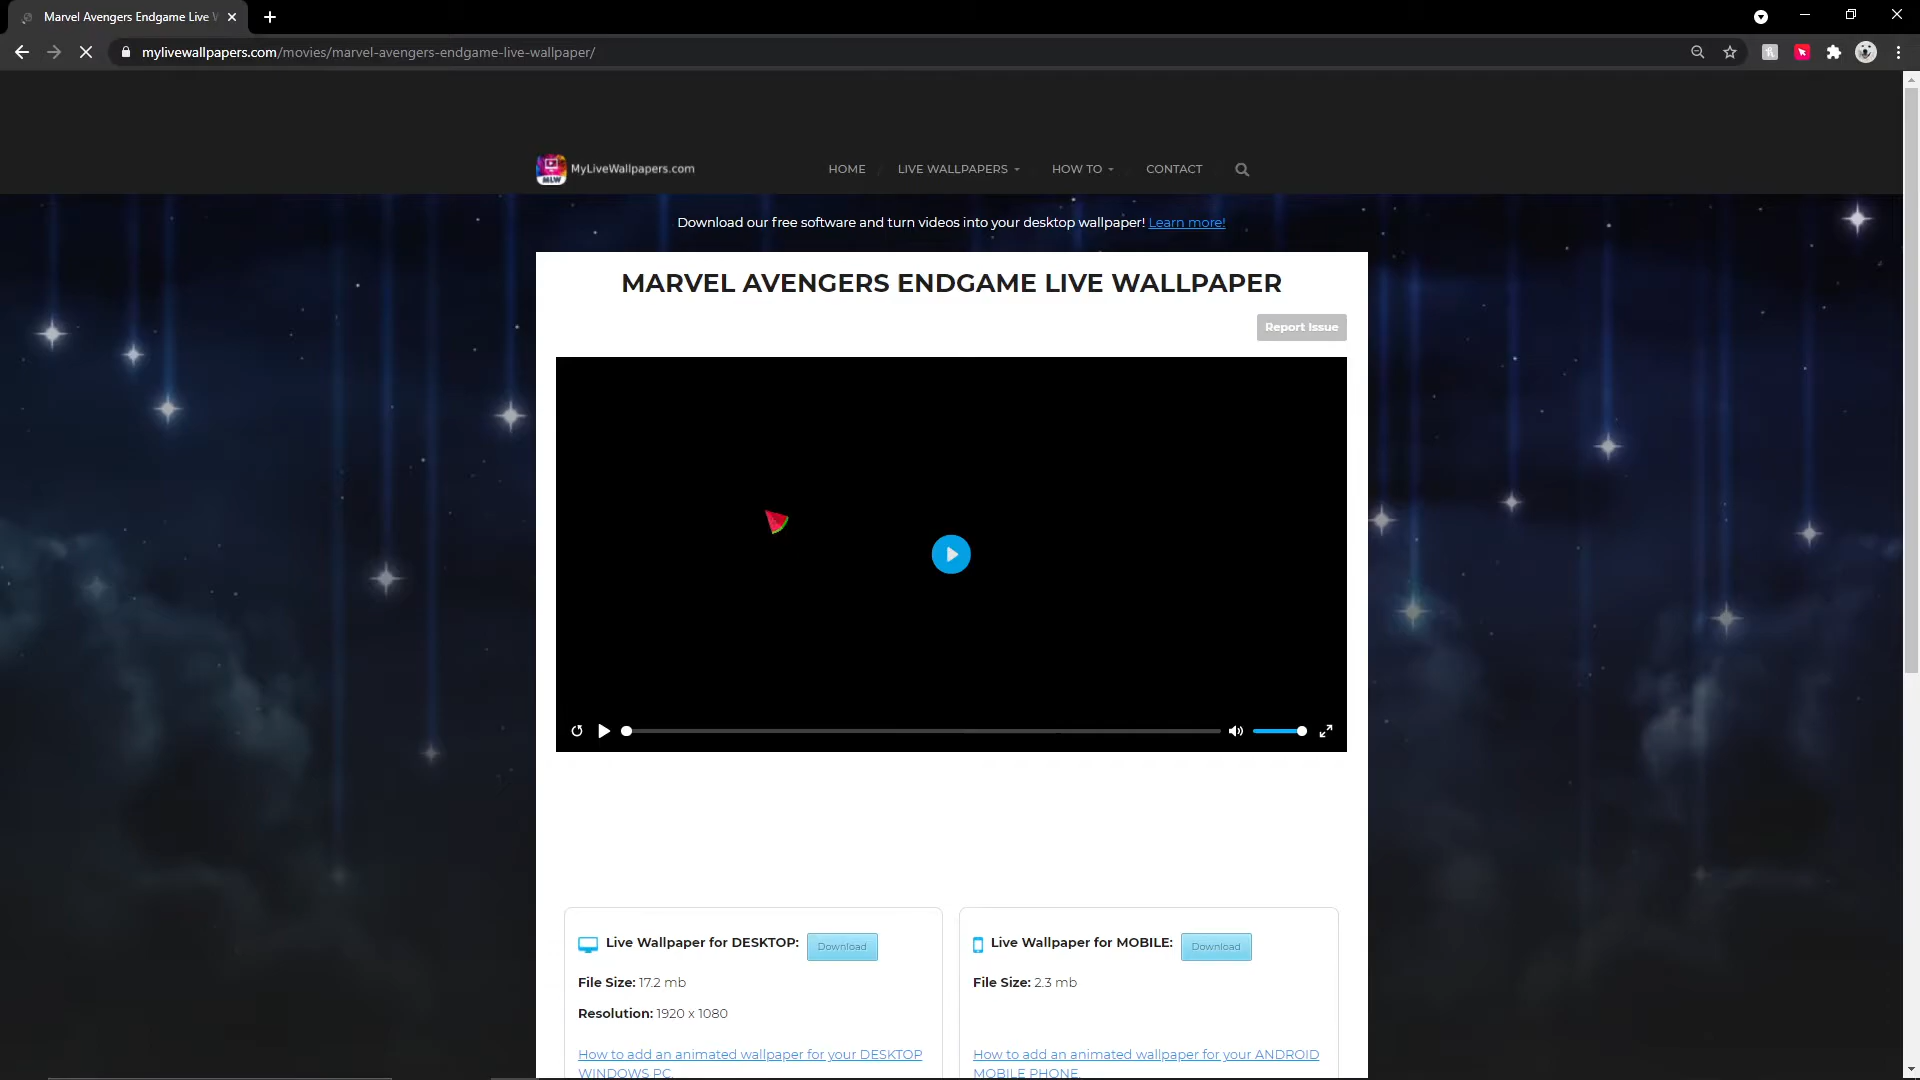 Marvel Avengers Endgame Live W
mylivewallpapers.com/movies/marvel-avengers-endgame-live-wallpaper/
MLW
MyLiveWallpapers.com
HOME
LIVE WALLPAPERS
HOW TO
CONTACT
Download our free software and turn videos into your desktop wallpaper! Learn more!
MARVEL AVENGERS ENDGAME LIVE WALLPAPER
Report Issue
Live Wallpaper for DESKTOP: Download
File Size: 17.2 mb
Resolution: 1920 x 1080
How to add an animated wallpaper for your DESKTOP
WINDOWS PC.
Live Wallpaper for MOBILE: Download
File Size: 2.3 mb
How to add an animated wallpaper for your ANDROID
MOBILE PHONE.